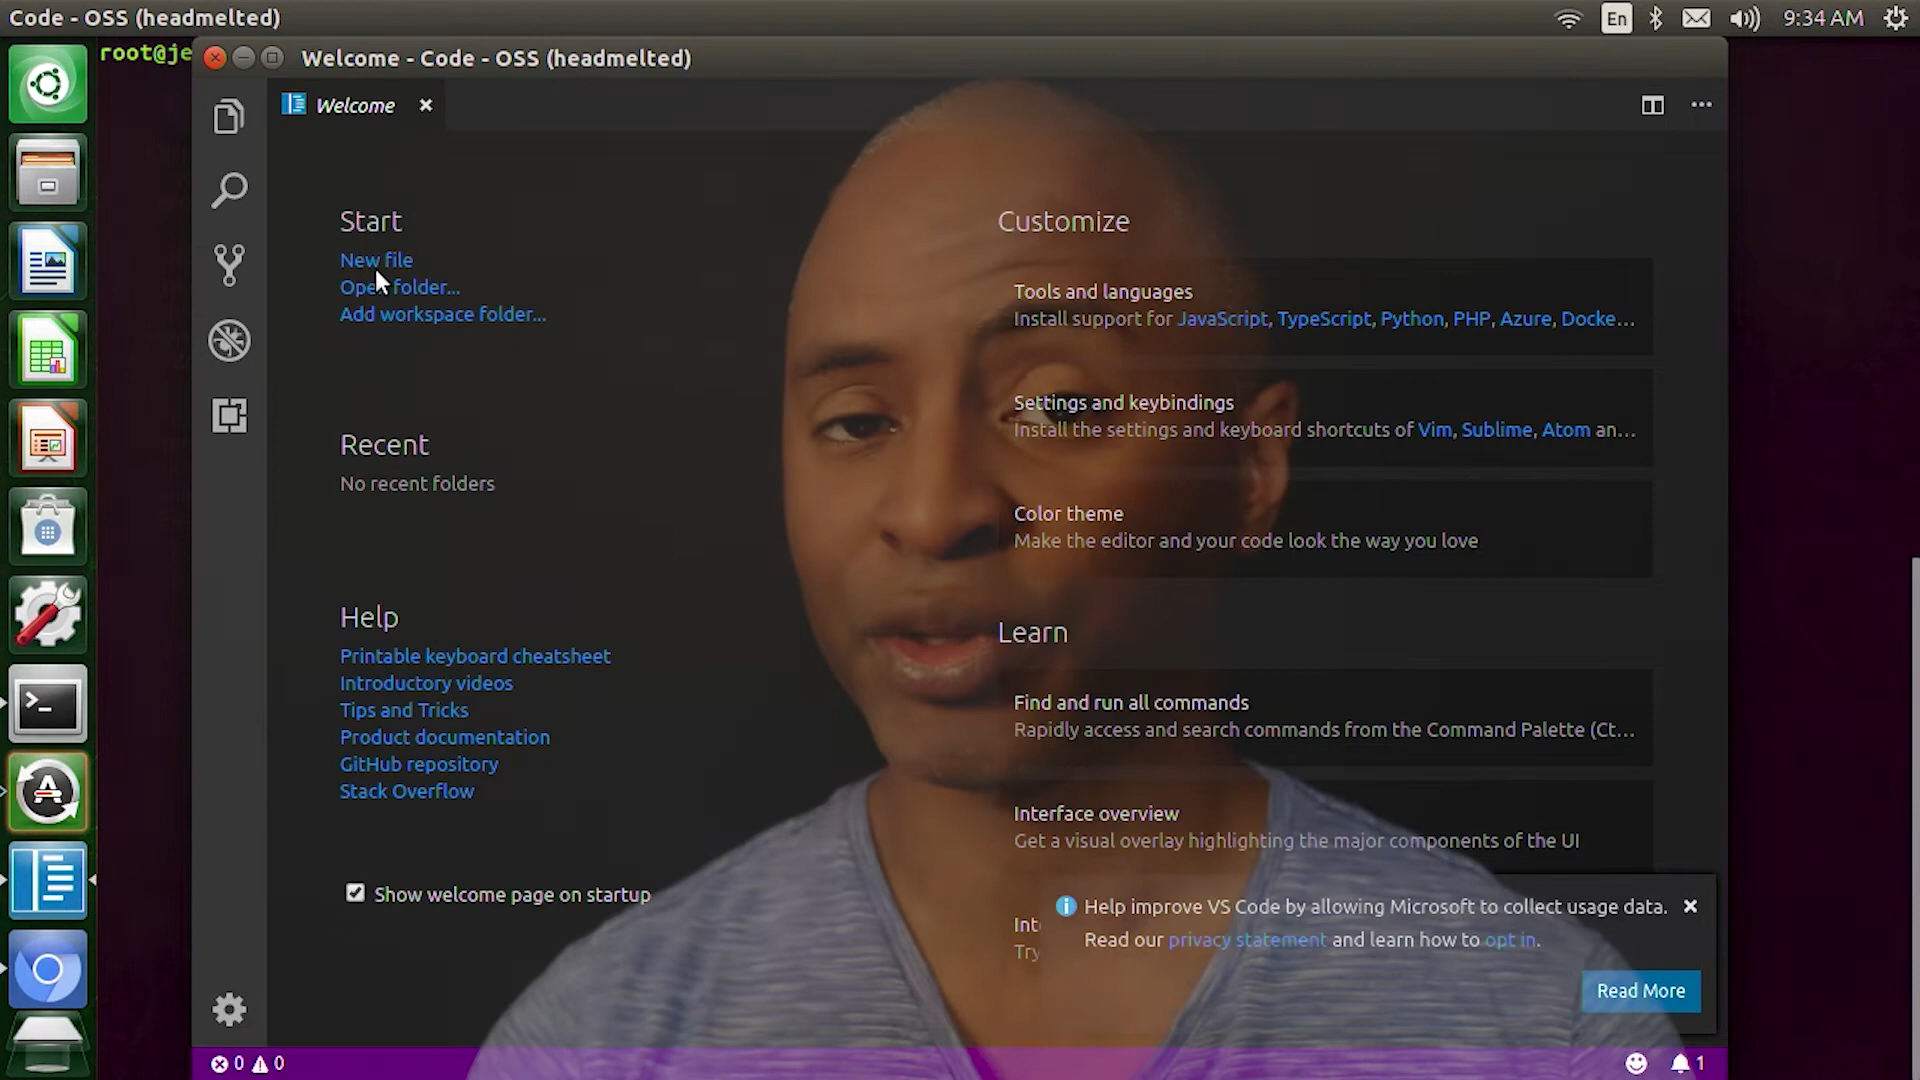 Code - OSS (headmelted)
En
9:34 AM
root@je
Welcome - Code - OSS (headmelted)
Welcome
Start
New file
Open folder...
Add workspace folder...
Recent
No recent folders
Help
Printable keyboard cheatsheet
Introductory videos
Tips and Tricks
Product documentation
GitHub repository
Stack Overflow
Show welcome page on startup
Customize
Tools and languages
Install support for JavaScript, TypeScript, Python, PHP, Azure, Docke...
Settings and keybindings
Install the settings and keyboard shortcuts of Vim, Sublime, Atom an...
Color theme
Make the editor and your code look the way you love
Learn
Find and run all commands
Rapidly access and search commands from the Command Palette (Ct...
Interface overview
Get a visual overlay highlighting the major components of the UI
Int
Try
Help improve VS Code by allowing Microsoft to collect usage data.
Read our privacy statement and learn how to opt in.
Read More
0 0
1